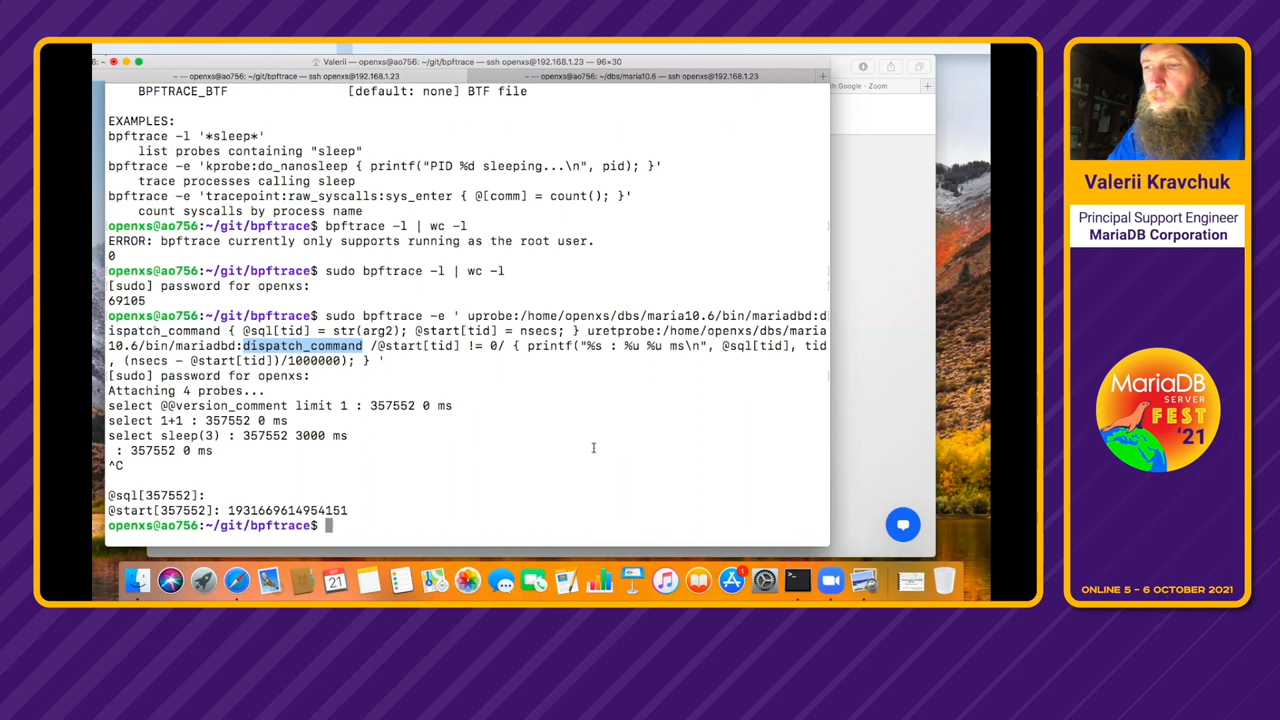 Valerii — openxs@ao756: ~/git/bpftrace — ssh openxs@192.168.1.23 — 96×30
~ — openxs@ao756: ~/git/bpftrace — ssh openxs@192.168.1.23
~ — openxs@ao756: ~/dbs/maria10.6 — ssh openxs@192.168.1.23
th Google - Zoom
BPFTRACE_BTF [default: none] BTF file
EXAMPLES:
bpftrace -l '*sleep*'
list probes containing "sleep"
bpftrace -e 'kprobe:do_nanosleep { printf("PID %d sleeping...\n", pid); }'
trace processes calling sleep
bpftrace -e 'tracepoint:raw_syscalls:sys_enter { @[comm] = count(); }'
count syscalls by process name
openxs@ao756:~/git/bpftrace$ bpftrace -l | wc -l
ERROR: bpftrace currently only supports running as the root user.
0
openxs@ao756:~/git/bpftrace$ sudo bpftrace -l | wc -l
[sudo] password for openxs:
69105
openxs@ao756:~/git/bpftrace$ sudo bpftrace -e ' uprobe:/home/openxs/dbs/maria10.6/bin/mariadbd:d
ispatch_command { @sql[tid] = str(arg2); @start[tid] = nsecs; } uretprobe:/home/openxs/dbs/maria
10.6/bin/mariadbd:dispatch_command /@start[tid] != 0/ { printf("%s : %u %u ms\n", @sql[tid], tid
, (nsecs - @start[tid])/1000000); } '
[sudo] password for openxs:
Attaching 4 probes...
select @@version_comment limit 1 : 357552 0 ms
select 1+1 : 357552 0 ms
select sleep(3) : 357552 3000 ms
: 357552 0 ms
^C
@sql[357552]:
@start[357552]: 1931669614954151
openxs@ao756:~/git/bpftrace$
SEP
21
1
Valerii Kravchuk
Principal Support Engineer
MariaDB Corporation
MariaDB
SERVER
FEST
'21
ONLINE 5 – 6 OCTOBER 2021